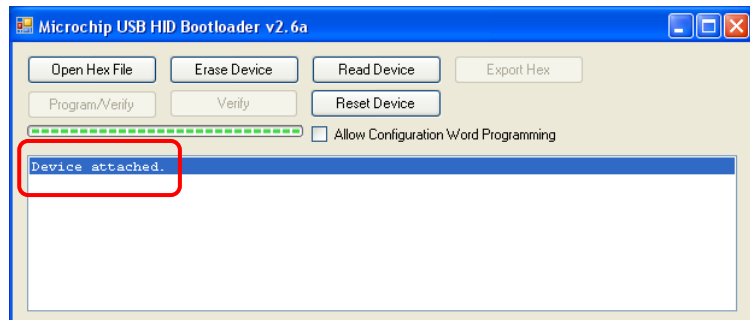 Microchip USB HID Bootloader v2.6a
Open Hex File Erase Device Read Device Export Hex
Program/Verify Verify Reset Device
Allow Configuration Word Programming
Device attached.